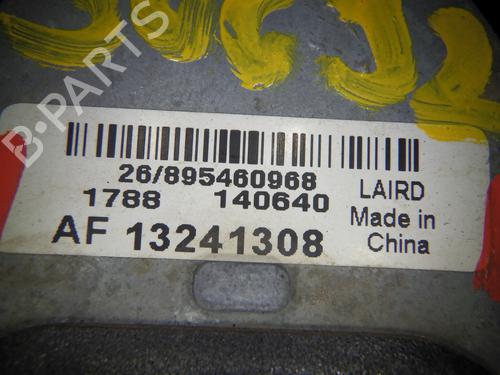 B-PARTS
26/895460968
1788 140640
AF 13241308
LAIRD
Made in
China